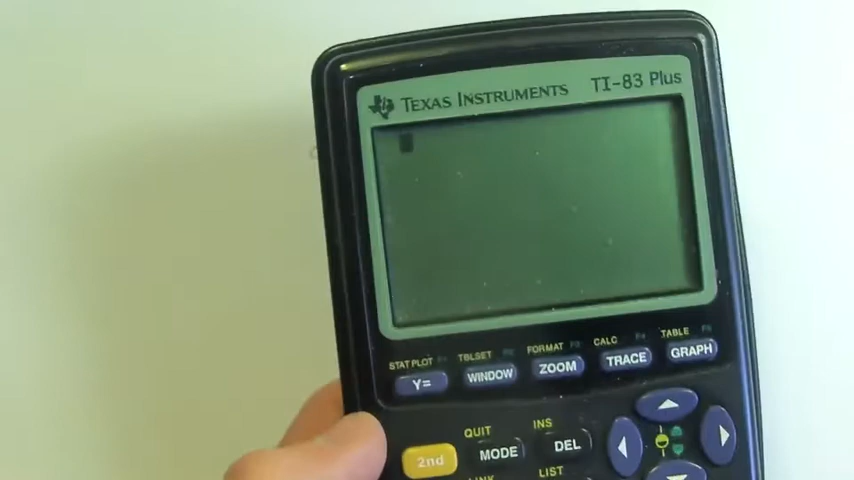 TEXAS INSTRUMENTS TI-83 Plus
STAT PLOT F1 TBLSET F2 FORMAT F3 CALC F4 TABLE F5
Y= WINDOW ZOOM TRACE GRAPH
QUIT INS
2nd MODE DEL
LINK LIST